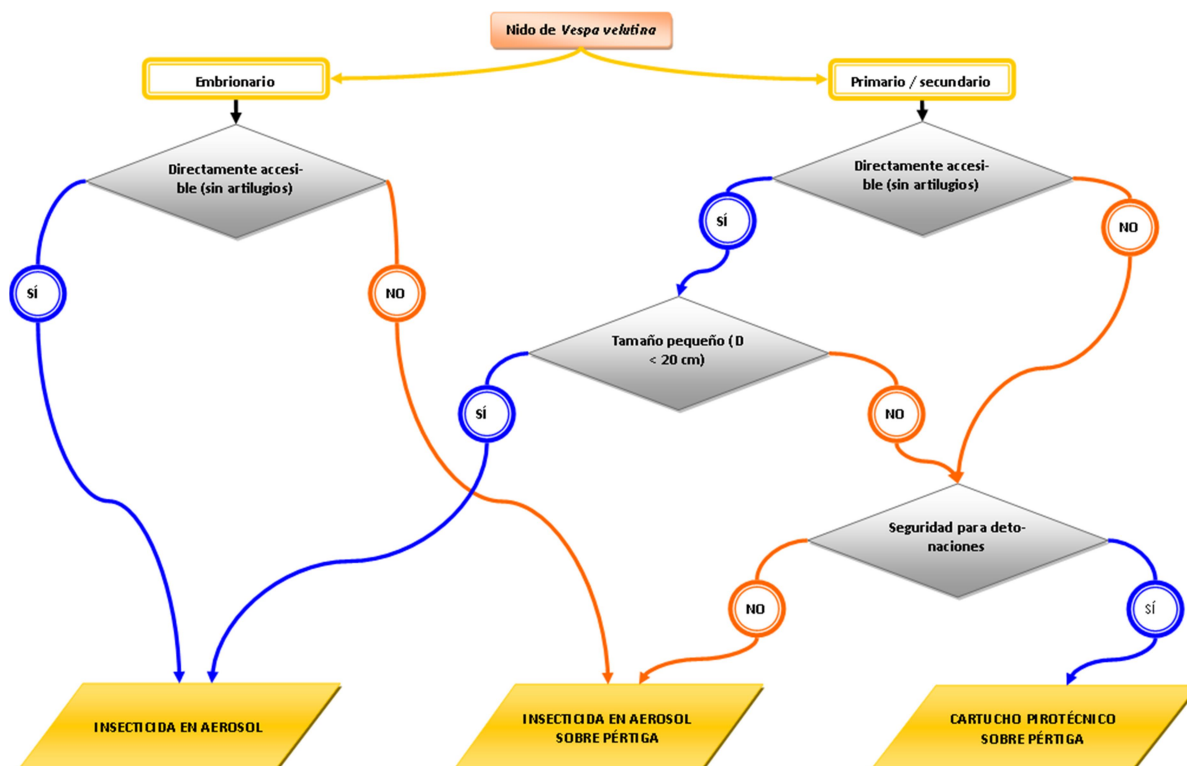 Nido de Vespa velutina
Embrionario
Primario / secundario
Directamente accesi-
ble (sin artilugios)
Directamente accesi-
ble (sin artilugios)
SÍ
NO
SÍ
NO
Tamaño pequeño ( D
< 20 cm)
SÍ
NO
Seguridad para deto-
naciones
NO
SÍ
INSECTICIDA EN AEROSOL
INSECTICIDA EN AEROSOL
SOBRE PÉRTIGA
CARTUCHO PIROTÉCNICO
SOBRE PÉRTIGA